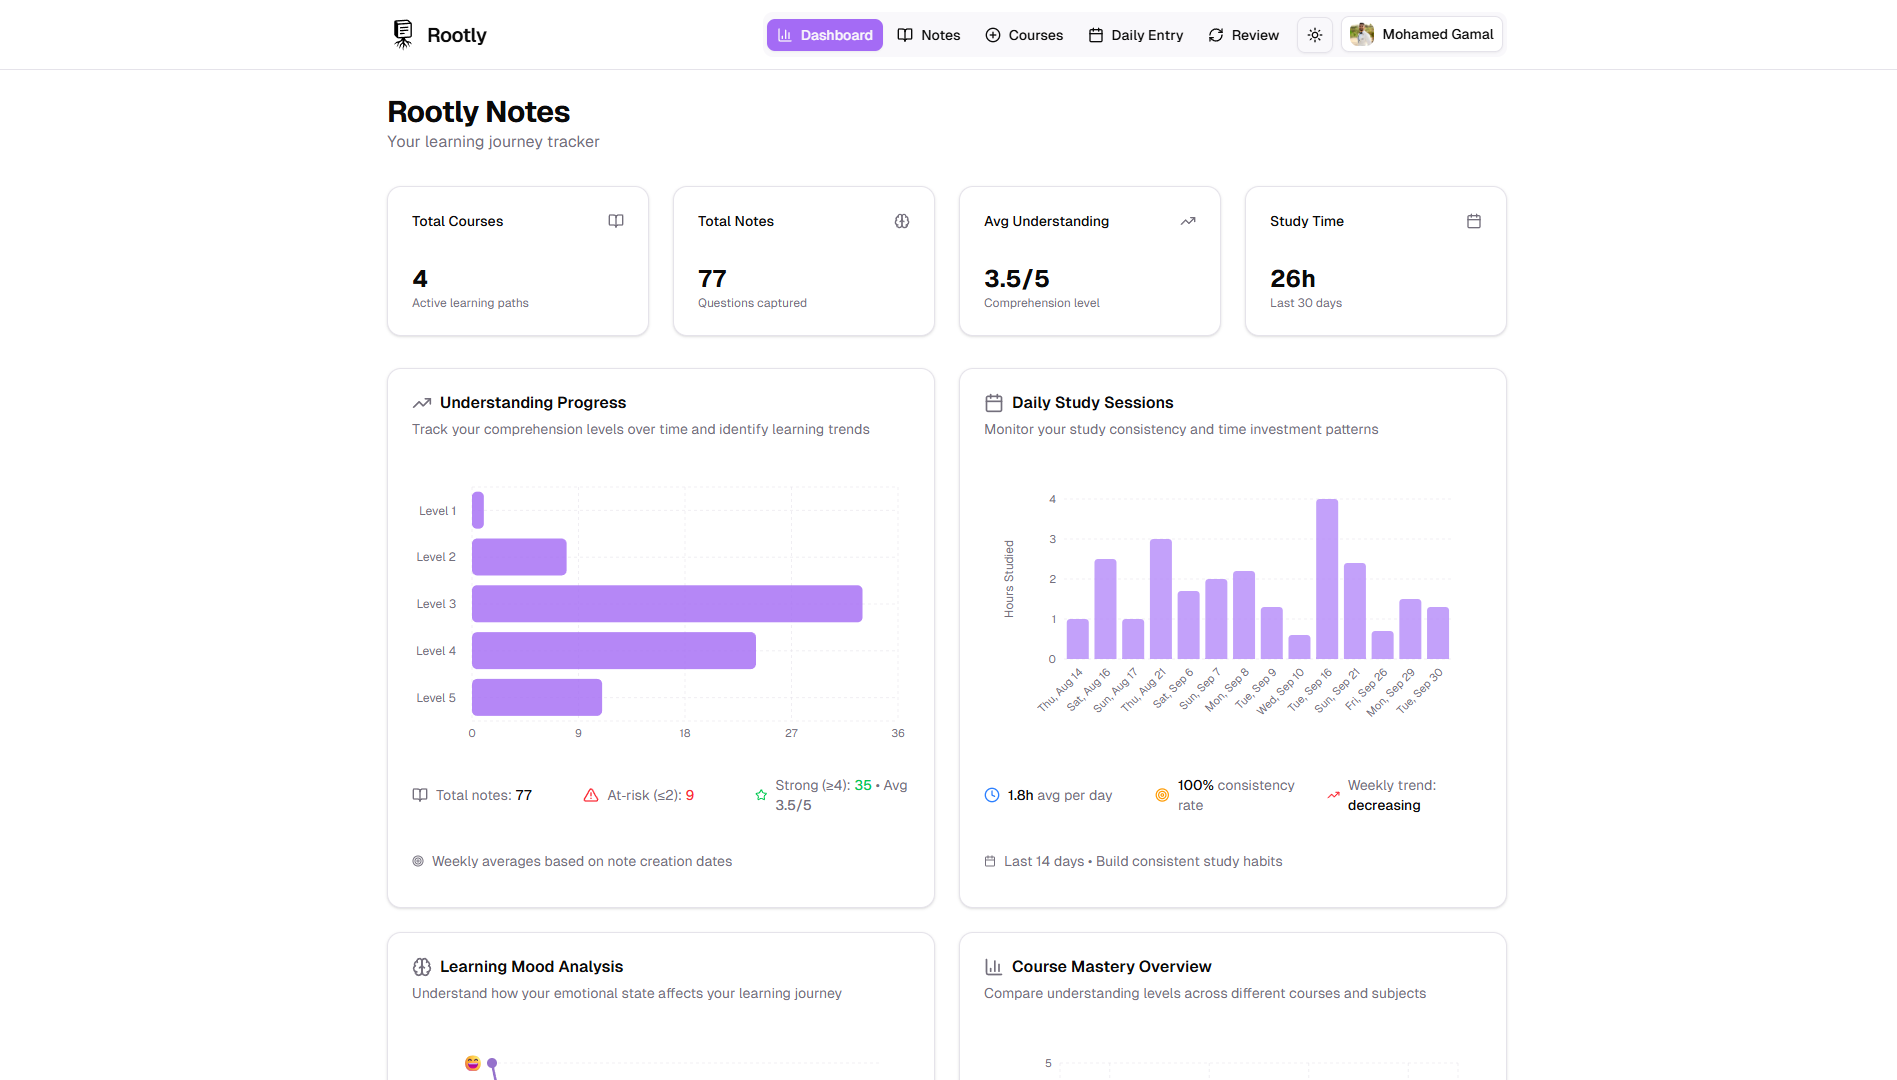 Rootly
Dashboard
Notes
Courses
Daily Entry
Review
Mohamed Gamal
Rootly Notes
Your learning journey tracker
Total Courses
4
Active learning paths
Total Notes
77
Questions captured
Avg Understanding
3.5/5
Comprehension level
Study Time
26h
Last 30 days
Understanding Progress
Track your comprehension levels over time and identify learning trends
Level 1
Level 2
Level 3
Level 4
Level 5
0 9 18 27 36
Total notes: 77
At-risk (≤2): 9
Strong (≥4): 35 • Avg
3.5/5
Weekly averages based on note creation dates
Daily Study Sessions
Monitor your study consistency and time investment patterns
Hours Studied
4
3
2
1
0
Thu, Aug 14
Sat, Aug 16
Sun, Aug 17
Thu, Aug 21
Sat, Sep 6
Sun, Sep 7
Mon, Sep 8
Tue, Sep 9
Wed, Sep 10
Tue, Sep 16
Sun, Sep 21
Fri, Sep 26
Mon, Sep 29
Tue, Sep 30
1.8h avg per day
100% consistency
rate
Weekly trend:
decreasing
Last 14 days • Build consistent study habits
Learning Mood Analysis
Understand how your emotional state affects your learning journey
Course Mastery Overview
Compare understanding levels across different courses and subjects
5